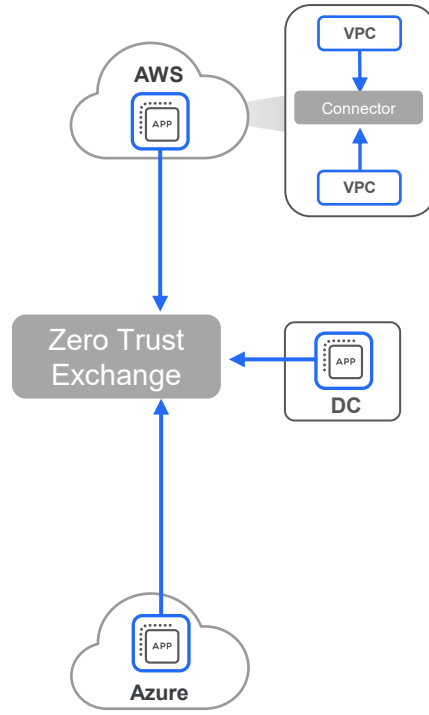 VPC
AWS
APP
Connector
VPC
Zero Trust
Exchange
APP
DC
APP
Azure